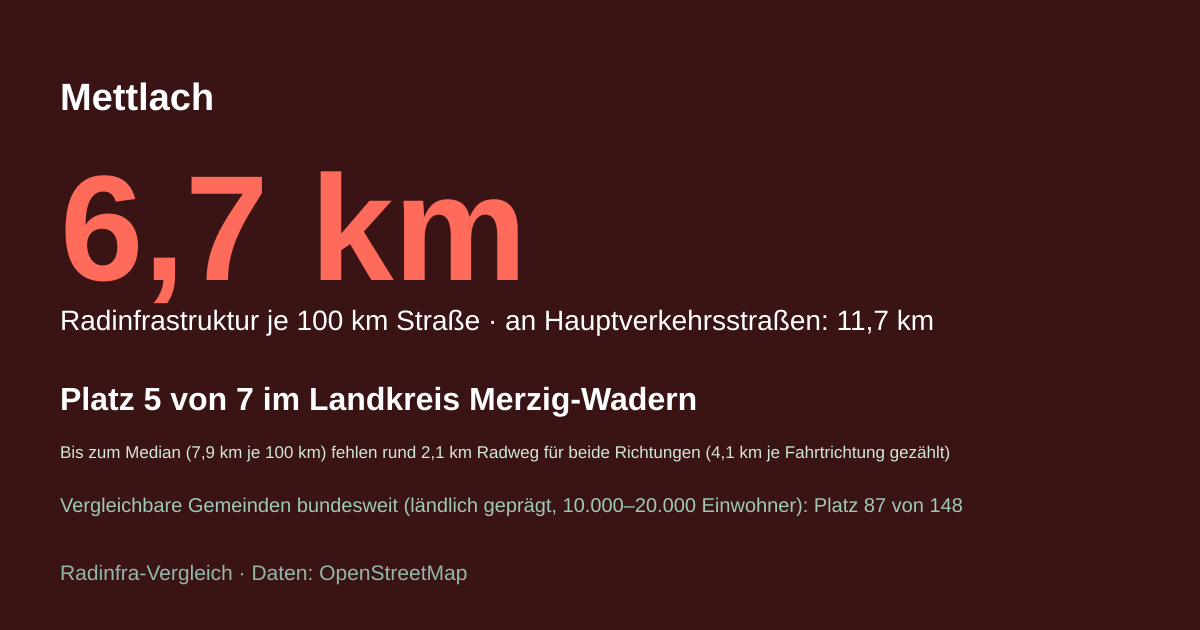 Mettlach
6,7 km
Radinfrastruktur je 100 km Straße · an Hauptverkehrsstraßen: 11,7 km
Platz 5 von 7 im Landkreis Merzig-Wadern
Bis zum Median (7,9 km je 100 km) fehlen rund 2,1 km Radweg für beide Richtungen (4,1 km je Fahrtrichtung gezählt)
Vergleichbare Gemeinden bundesweit (ländlich geprägt, 10.000–20.000 Einwohner): Platz 87 von 148
Radinfra-Vergleich · Daten: OpenStreetMap